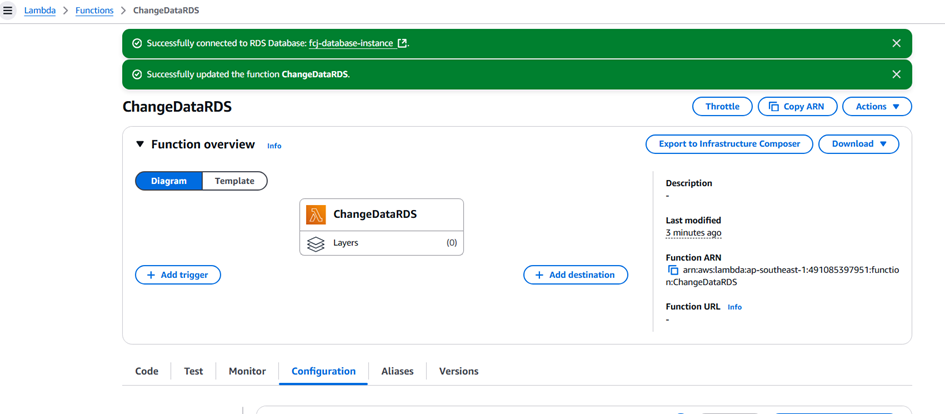 Lambda > Functions > ChangeDataRDS
Successfully connected to RDS Database: fcj-database-instance.
Successfully updated the function ChangeDataRDS.
ChangeDataRDS
Throttle
Copy ARN
Actions
Function overview
Info
Export to Infrastructure Composer
Download
Diagram
Template
ChangeDataRDS
Layers
(0)
Add trigger
Add destination
Description
-
Last modified
3 minutes ago
Function ARN
arn:aws:lambda:ap-southeast-1:491085397951:functio
n:ChangeDataRDS
Function URL
Info
-
Code
Test
Monitor
Configuration
Aliases
Versions